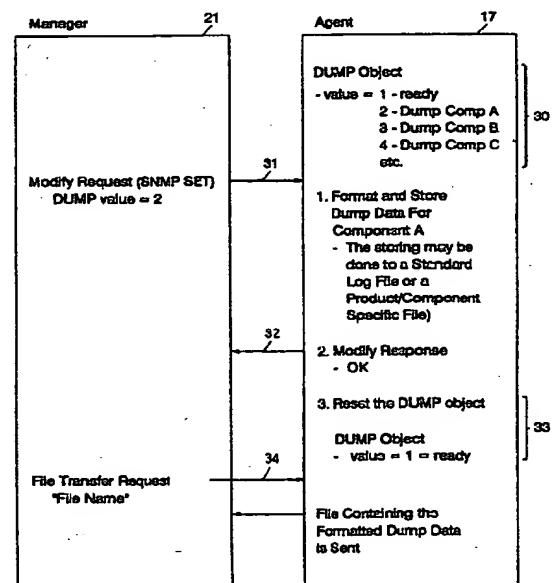 Manager
21
Agent
17
DUMP Object
- value = 1 - ready
2 - Dump Comp A
3 - Dump Comp B
4 - Dump Comp C
etc.
30
31
Modify Request (SNMP SET)
DUMP value = 2
1. Format and Store
Dump Data For
Component A
- The storing may be
done to a Standard
Log File or a
Product/Component
Specific File)
32
2. Modify Response
- OK
3. Reset the DUMP object
33
DUMP Object
- value = 1 = ready
34
File Transfer Request
"File Name"
File Containing the
Formatted Dump Data
is Sent